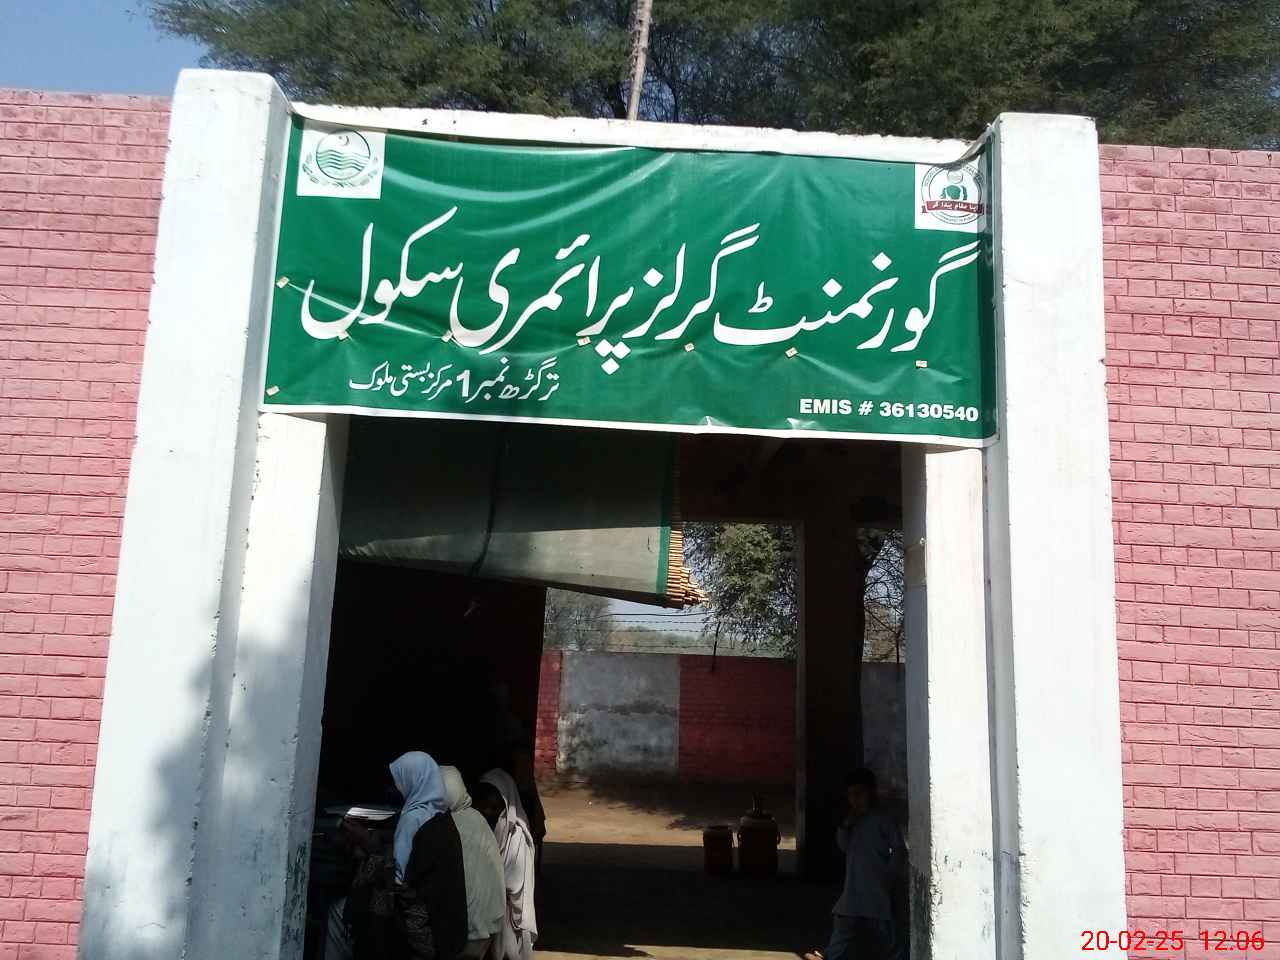 گورنمنٹ گرلز پرائمری سکول
ترگڑھ نمبر 1 مرکز بستی ملوک
EMIS # 36130540
20-02-25 12:06